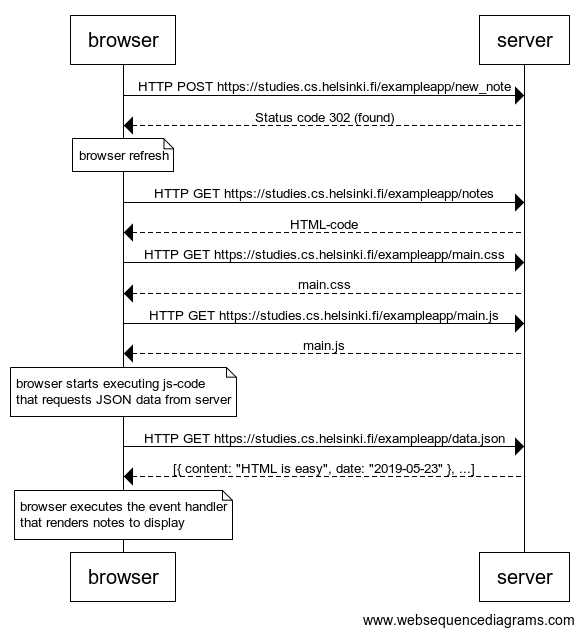 browser server
HTTP POST https://studies.cs.helsinki.fi/exampleapp/new_note
Status code 302 (found)
browser refresh
HTTP GET https://studies.cs.helsinki.fi/exampleapp/notes
HTML-code
HTTP GET https://studies.cs.helsinki.fi/exampleapp/main.css
main.css
HTTP GET https://studies.cs.helsinki.fi/exampleapp/main.js
main.js
browser starts executing js-code
that requests JSON data from server
HTTP GET https://studies.cs.helsinki.fi/exampleapp/data.json
[{ content: "HTML is easy", date: "2019-05-23" }, ...]
browser executes the event handler
that renders notes to display
browser server
www.websequencediagrams.com